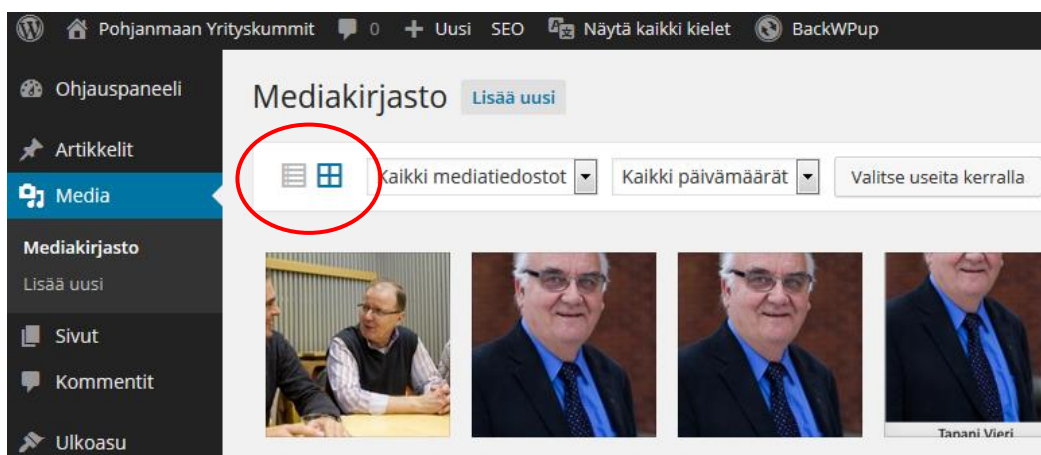 Pohjanmaan Yrityskummit 0 + Uusi SEO Näytä kaikki kielet BackWPup
Ohjauspaneeli
Artikkelit
Media
Mediakirjasto
Lisää uusi
Sivut
Kommentit
Ulkoasu
Mediakirjasto Lisää uusi
Kaikki mediatiedostot Kaikki päivämäärät Valitse useita kerralla
Tapani Vieri